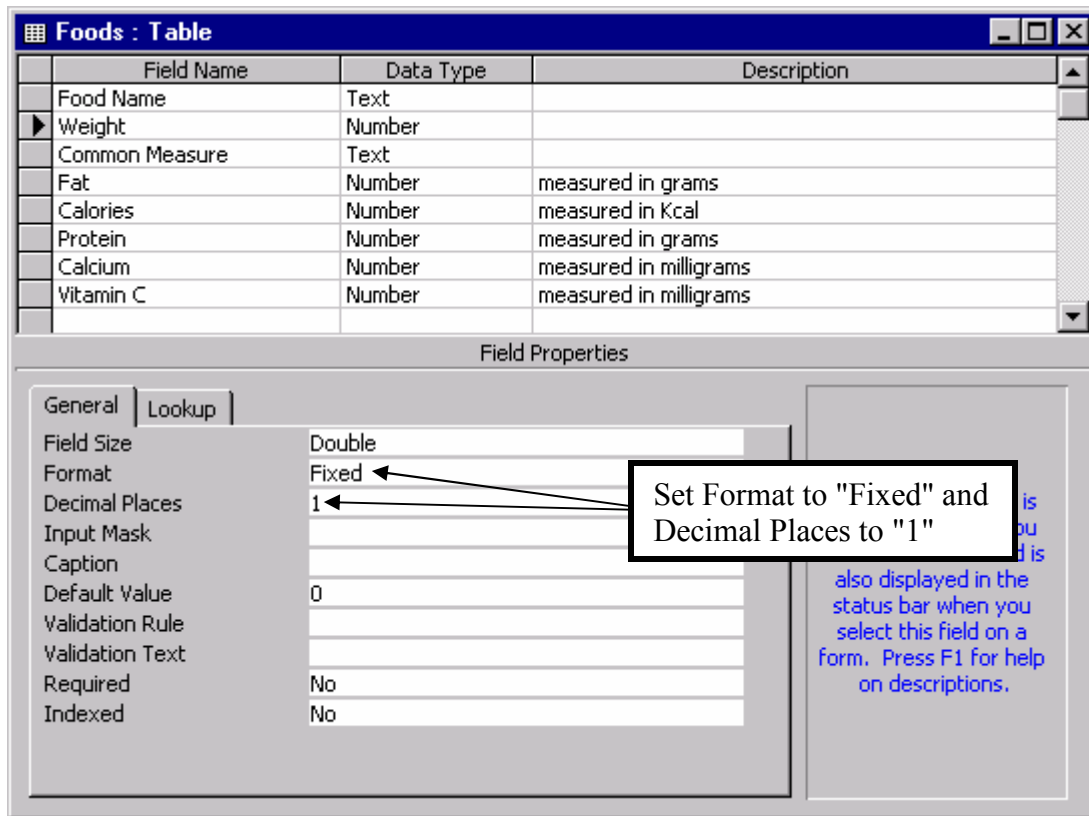 Foods : Table
Field Name Data Type Description
Food Name Text
Weight Number
Common Measure Text
Fat Number measured in grams
Calories Number measured in Kcal
Protein Number measured in grams
Calcium Number measured in milligrams
Vitamin C Number measured in milligrams
Field Properties
General Lookup
Field Size Double
Format Fixed
Decimal Places 1
Input Mask
Caption
Default Value 0
Validation Rule
Validation Text
Required No
Indexed No
Set Format to "Fixed" and
Decimal Places to "1"
is
is
also displayed in the
status bar when you
select this field on a
form. Press F1 for help
on descriptions.